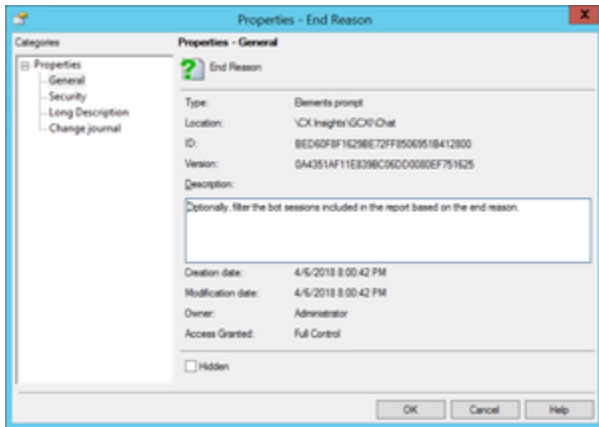 Properties - End Reason
X
Categories
Properties
General
Security
Long Description
Change journal
Properties - General
End Reason
Type: Elements prompt
Location: \CX Insights\GCXI\Chat
ID: BED60F8F1629BE72FF8506951B412800
Version: 0A4351AF11E839BC06DD0080EF751625
Description:
Optionally, filter the bot sessions included in the report based on the end reason.
Creation date: 4/6/2018 8:00:42 PM
Modification date: 4/6/2018 8:00:42 PM
Owner: Administrator
Access Granted: Full Control
Hidden
OK Cancel Help